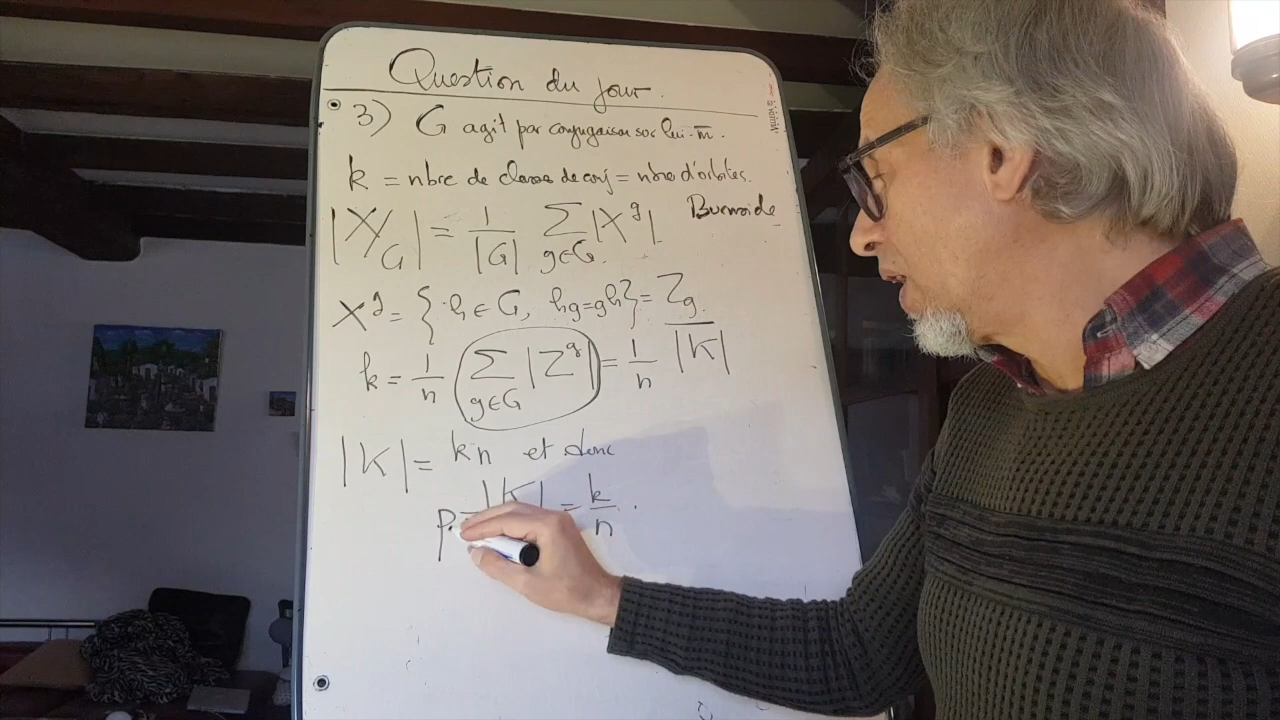 Question du jour.
3) G agit par conjugaison sur lui-m̄.
k = nbre de classes de conj = nbre d'orbites.
|X/G| = 1/|G| Σ_{g∈G} |X^g| Burnside
X^g = { h ∈ G, hg=gh} = Z_g
k = 1/n Σ_{g∈G} |Z^g| = 1/n |K|
|K| = kn et donc
p = |K| = k/n.